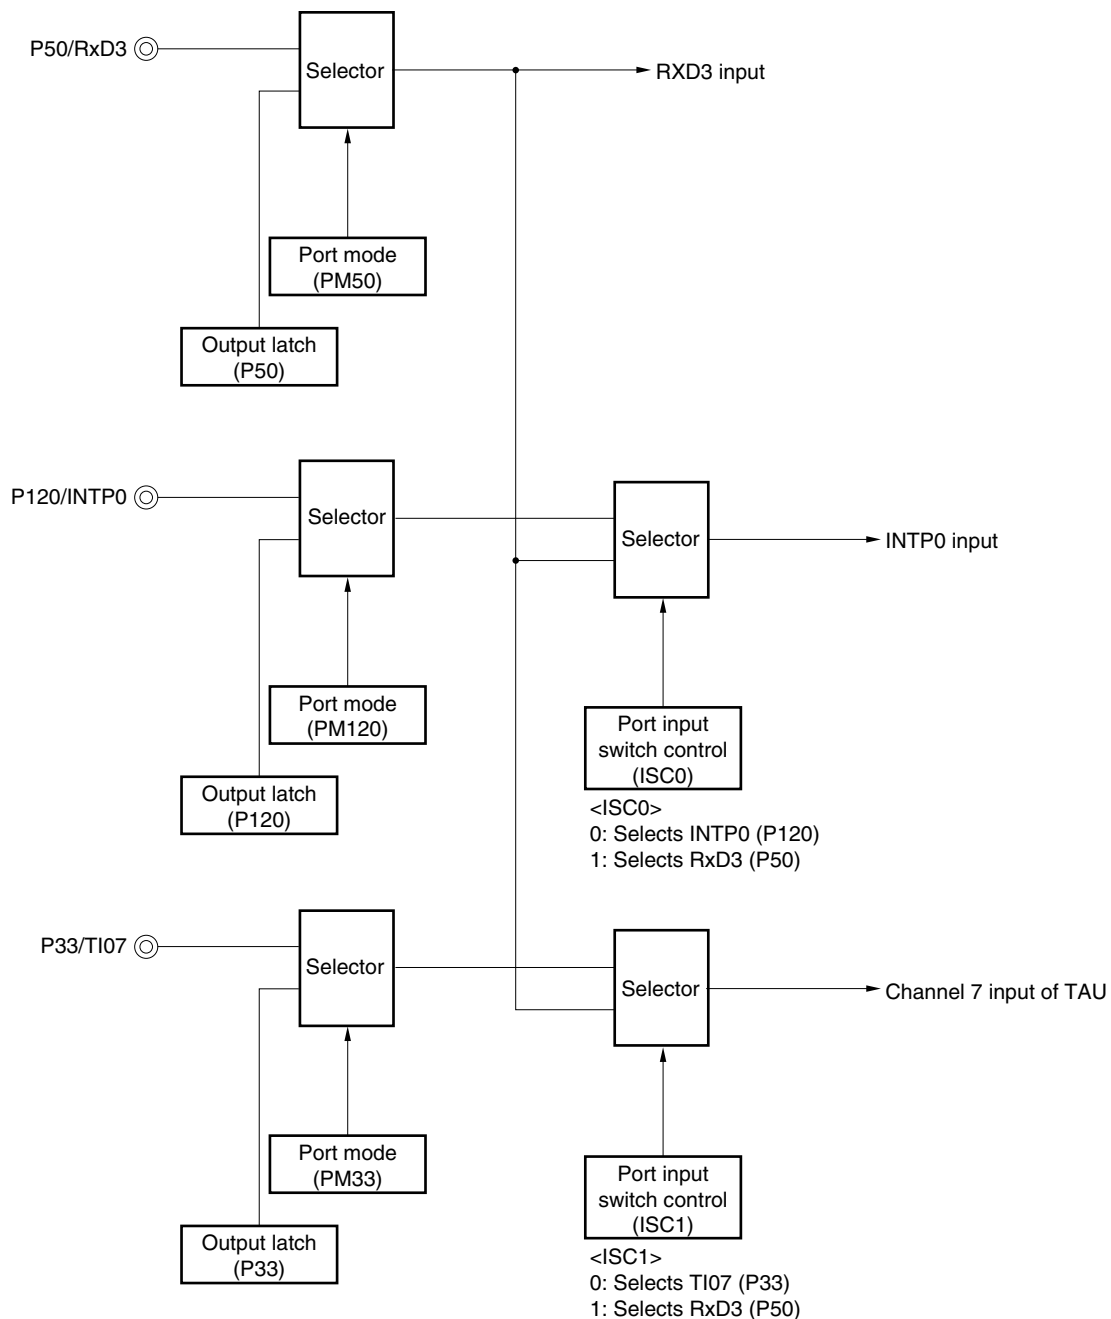 P50/RxD3
Selector
RXD3 input
Port mode
(PM50)
Output latch
(P50)
P120/INTP0
Selector
Selector
INTP0 input
Port mode
(PM120)
Port input
switch control
(ISC0)
Output latch
(P120)
<ISC0>
0: Selects INTP0 (P120)
1: Selects RxD3 (P50)
P33/TI07
Selector
Selector
Channel 7 input of TAU
Port mode
(PM33)
Port input
switch control
(ISC1)
Output latch
(P33)
<ISC1>
0: Selects TI07 (P33)
1: Selects RxD3 (P50)